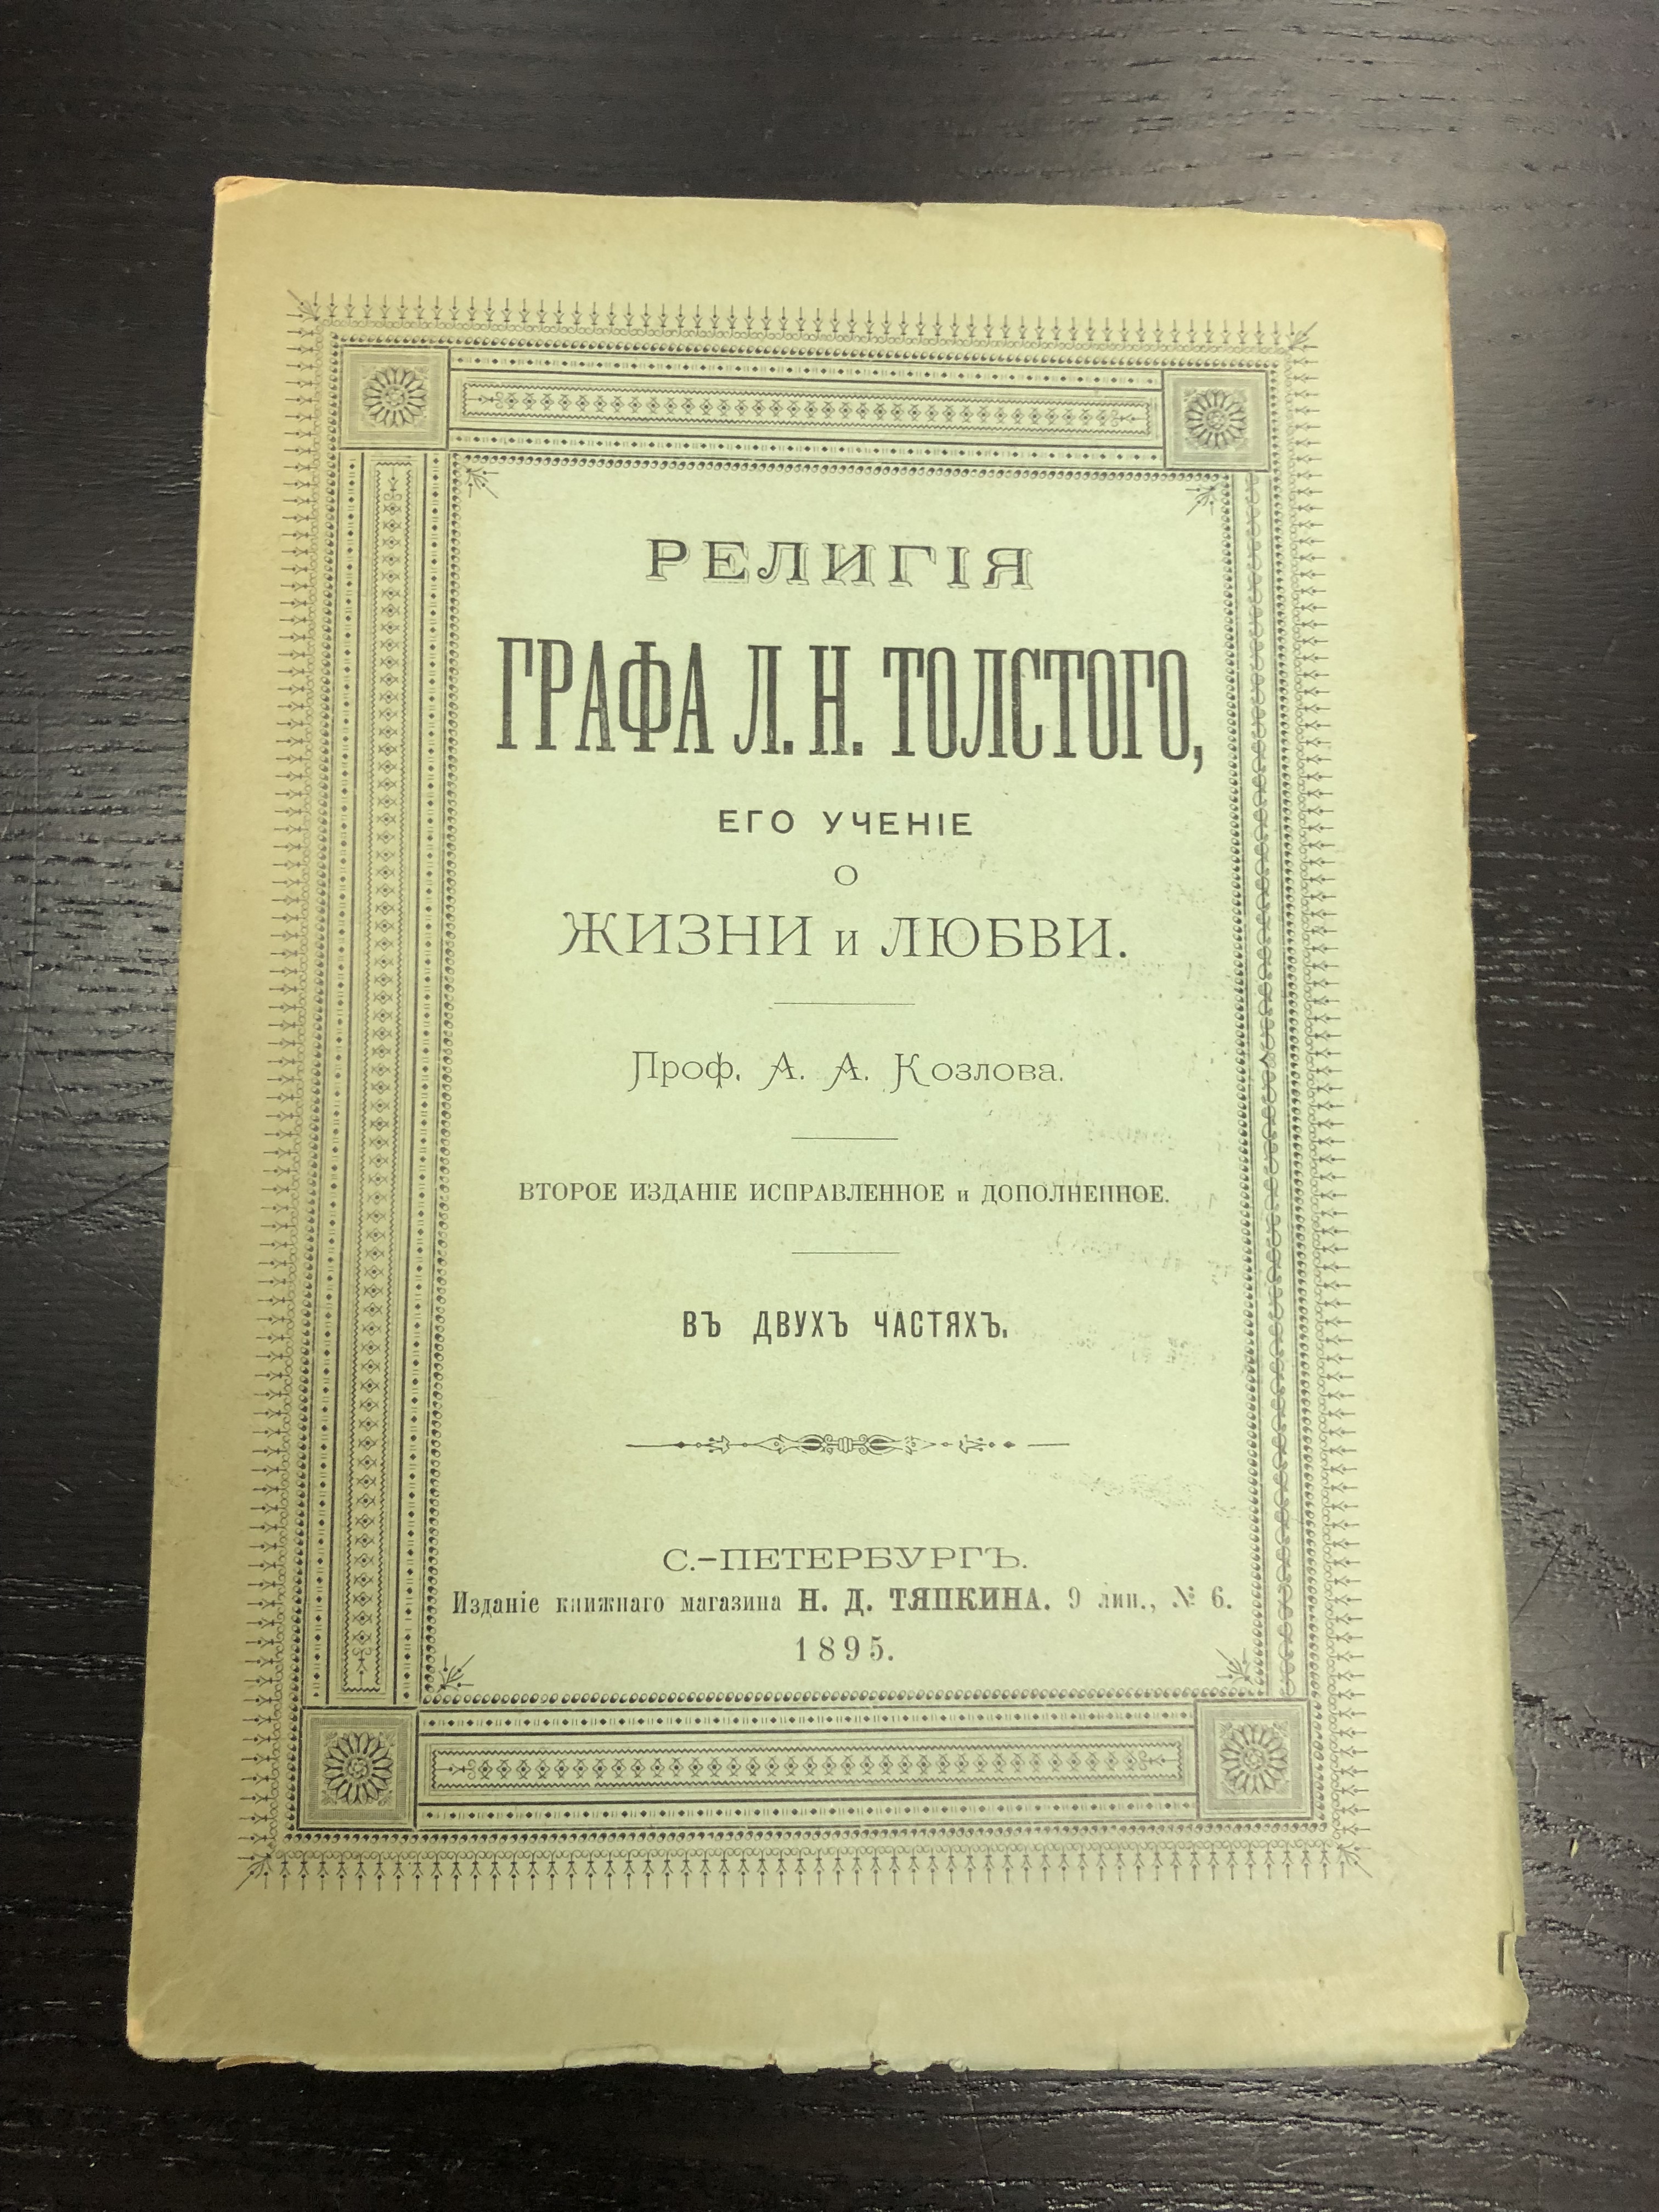 РЕЛИГІЯ
ГРАФА Л. Н. ТОЛСТОГО,
ЕГО УЧЕНІЕ
О
ЖИЗНИ и ЛЮБВИ.
Проф. А. А. Козлова.
ВТОРОЕ ИЗДАНІЕ ИСПРАВЛЕННОЕ и ДОПОЛНЕННОЕ.
ВЪ ДВУХЪ ЧАСТЯХЪ.
С.-ПЕТЕРБУРГЪ.
Изданіе книжнаго магазина Н. Д. ТЯПКИНА. 9 лин., № 6.
1895.